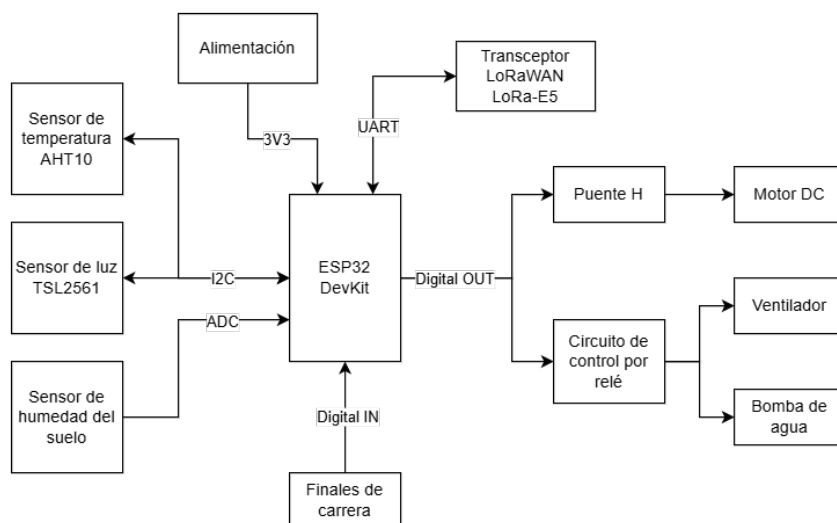 Alimentación
Transceptor
LoRaWAN
LoRa-E5
Sensor de
temperatura
AHT10
UART
3V3
Puente H
Motor DC
Sensor de luz
TSL2561
I2C
ESP32
DevKit
Digital OUT
ADC
Ventilador
Circuito de
control por
relé
Sensor de
humedad del
suelo
Digital IN
Bomba de
agua
Finales de
carrera